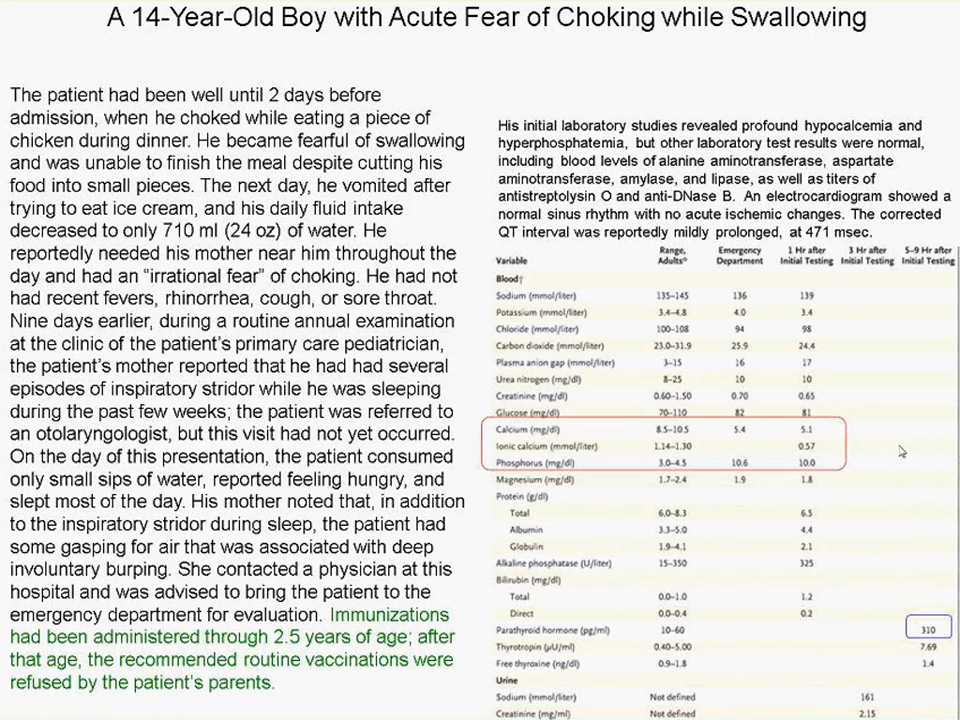 A 14-Year-Old Boy with Acute Fear of Choking while Swallowing
The patient had been well until 2 days before
admission, when he choked while eating a piece of
chicken during dinner. He became fearful of swallowing
and was unable to finish the meal despite cutting his
food into small pieces. The next day, he vomited after
trying to eat ice cream, and his daily fluid intake
decreased to only 710 ml (24 oz) of water. He
reportedly needed his mother near him throughout the
day and had an “irrational fear” of choking. He had not
had recent fevers, rhinorrhea, cough, or sore throat.
Nine days earlier, during a routine annual examination
at the clinic of the patient’s primary care pediatrician,
the patient’s mother reported that he had had several
episodes of inspiratory stridor while he was sleeping
during the past few weeks; the patient was referred to
an otolaryngologist, but this visit had not yet occurred.
On the day of this presentation, the patient consumed
only small sips of water, reported feeling hungry, and
slept most of the day. His mother noted that, in addition
to the inspiratory stridor during sleep, the patient had
some gasping for air that was associated with deep
involuntary burping. She contacted a physician at this
hospital and was advised to bring the patient to the
emergency department for evaluation. Immunizations
had been administered through 2.5 years of age; after
that age, the recommended routine vaccinations were
refused by the patient’s parents.
His initial laboratory studies revealed profound hypocalcemia and
hyperphosphatemia, but other laboratory test results were normal,
including blood levels of alanine aminotransferase, aspartate
aminotransferase, amylase, and lipase, as well as titers of
antistreptolysin O and anti-DNase B. An electrocardiogram showed a
normal sinus rhythm with no acute ischemic changes. The corrected
QT interval was reportedly mildly prolonged, at 471 msec.
Range, Emergency 1 Hr after 3 Hr after 5–9 Hr after
Variable Adults Department Initial Testing Initial Testing Initial Testing
Blood†
Sodium (mmol/liter) 135–145 136 139
Potassium (mmol/liter) 3.4–4.8 4.0 3.4
Chloride (mmol/liter) 100–108 94 98
Carbon dioxide (mmol/liter) 23.0–31.9 25.9 24.4
Plasma anion gap (mmol/liter) 3–15 16 17
Urea nitrogen (mg/dl) 8–25 10 10
Creatinine (mg/dl) 0.60–1.50 0.70 0.65
Glucose (mg/dl) 70–110 82 81
Calcium (mg/dl) 8.5–10.5 5.4 5.1
Ionic calcium (mmol/liter) 1.14–1.30 0.57
Phosphorus (mg/dl) 3.0–4.5 10.6 10.0
Magnesium (mg/dl) 1.7–2.4 1.9 1.8
Protein (g/dl)
Total 6.0–8.3 6.5
Albumin 3.3–5.0 4.4
Globulin 1.9–4.1 2.1
Alkaline phosphatase (U/liter) 15–350 325
Bilirubin (mg/dl)
Total 0.0–1.0 1.2
Direct 0.0–0.4 0.2
Parathyroid hormone (pg/ml) 10–60 310
Thyrotropin (μU/ml) 0.40–5.00 7.69
Free thyroxine (ng/dl) 0.9–1.8 1.4
Urine
Sodium (mmol/liter) Not defined 161
Creatinine (mg/ml) Not defined 2.15